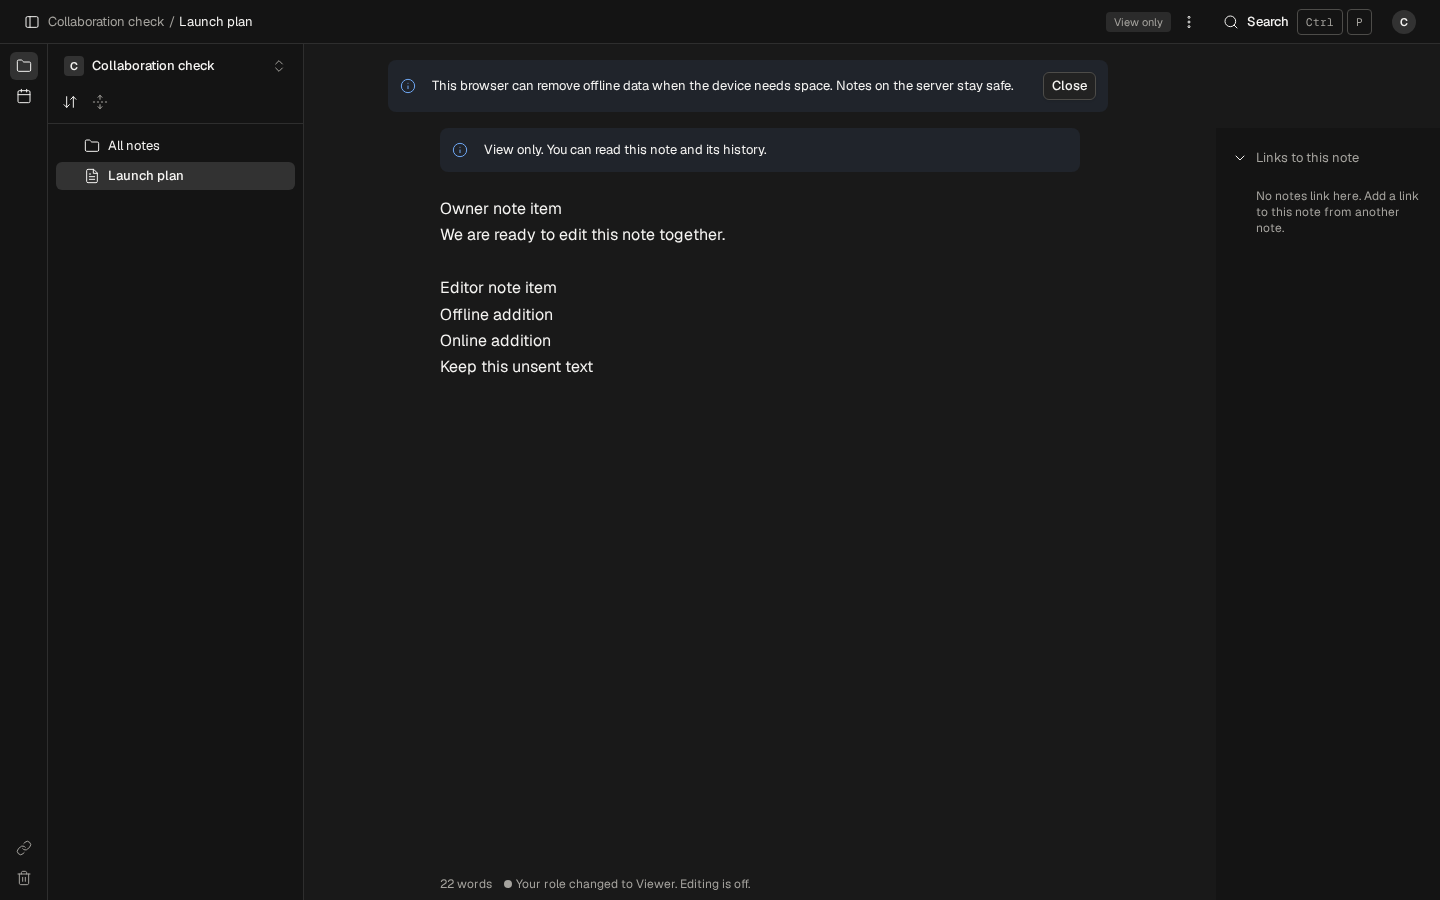 Collaboration check / Launch plan
View only
Search Ctrl P
C
C Collaboration check
All notes
Launch plan
This browser can remove offline data when the device needs space. Notes on the server stay safe.
Close
View only. You can read this note and its history.
Owner note item
We are ready to edit this note together.
Editor note item
Offline addition
Online addition
Keep this unsent text
Links to this note
No notes link here. Add a link
to this note from another
note.
22 words
Your role changed to Viewer. Editing is off.